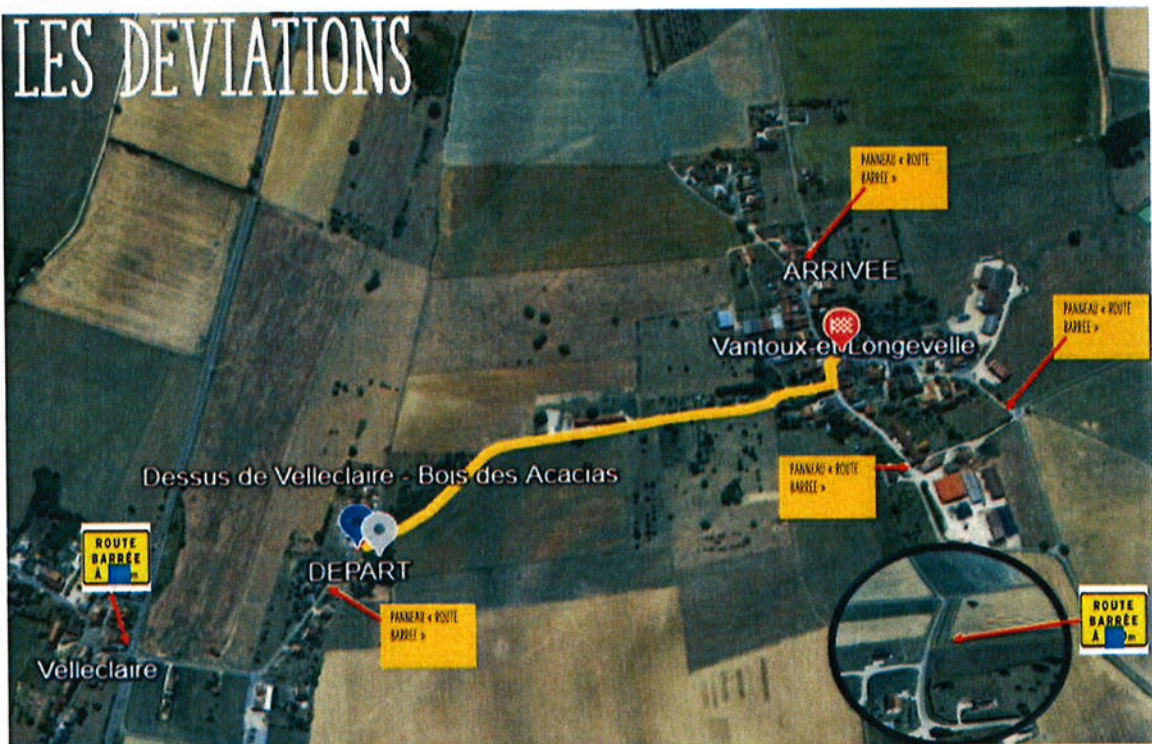 LES DEVIATIONS
PANNEAU « ROUTE
BARRÉE »
ARRIVEE
PANNEAU « ROUTE
BARRÉE »
Vantoux-et-Longevelle
PANNEAU « ROUTE
BARRÉE »
Dessus de Velleclaire - Bois des Acacias
ROUTE
BARRÉE
À m
DEPART
PANNEAU « ROUTE
BARRÉE »
Velleclaire
ROUTE
BARRÉE
À m